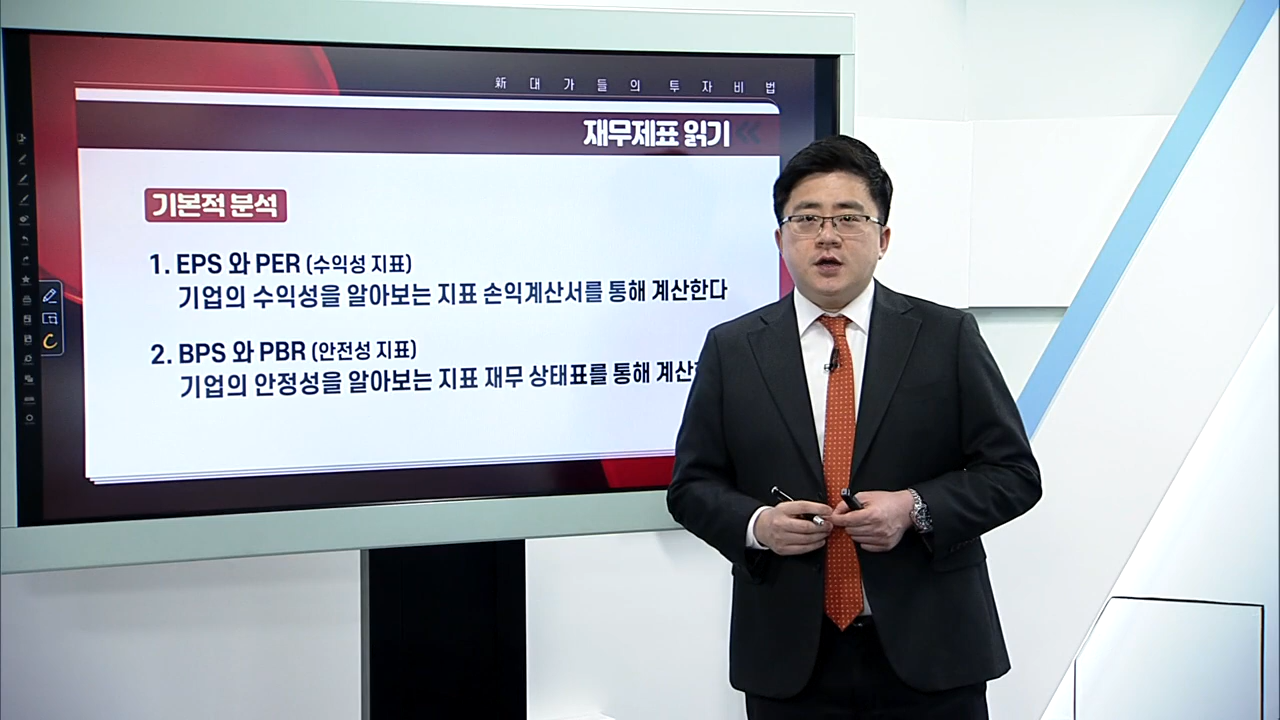 新 대 가 들 의 투 자 비 법
재무제표 읽기
기본적 분석
1. EPS 와 PER (수익성 지표)
기업의 수익성을 알아보는 지표 손익계산서를 통해 계산한다
2. BPS 와 PBR (안전성 지표)
기업의 안정성을 알아보는 지표 재무 상태표를 통해